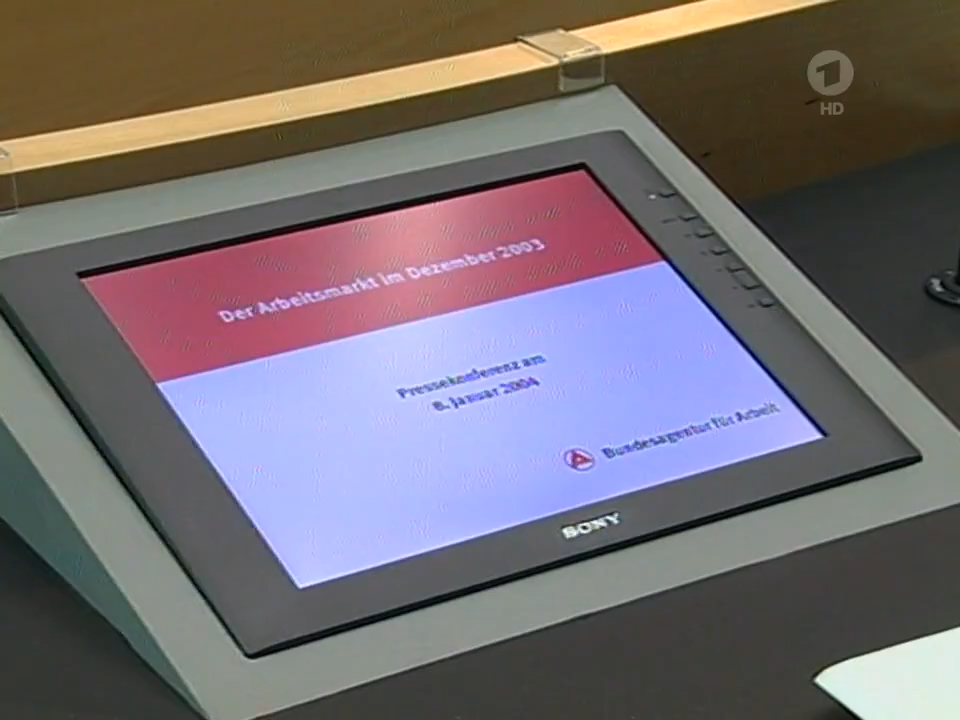 1
HD
Der Arbeitsmarkt im Dezember 2003
Pressekonferenz am
8. Januar 2004
Bundesagentur für Arbeit
SONY